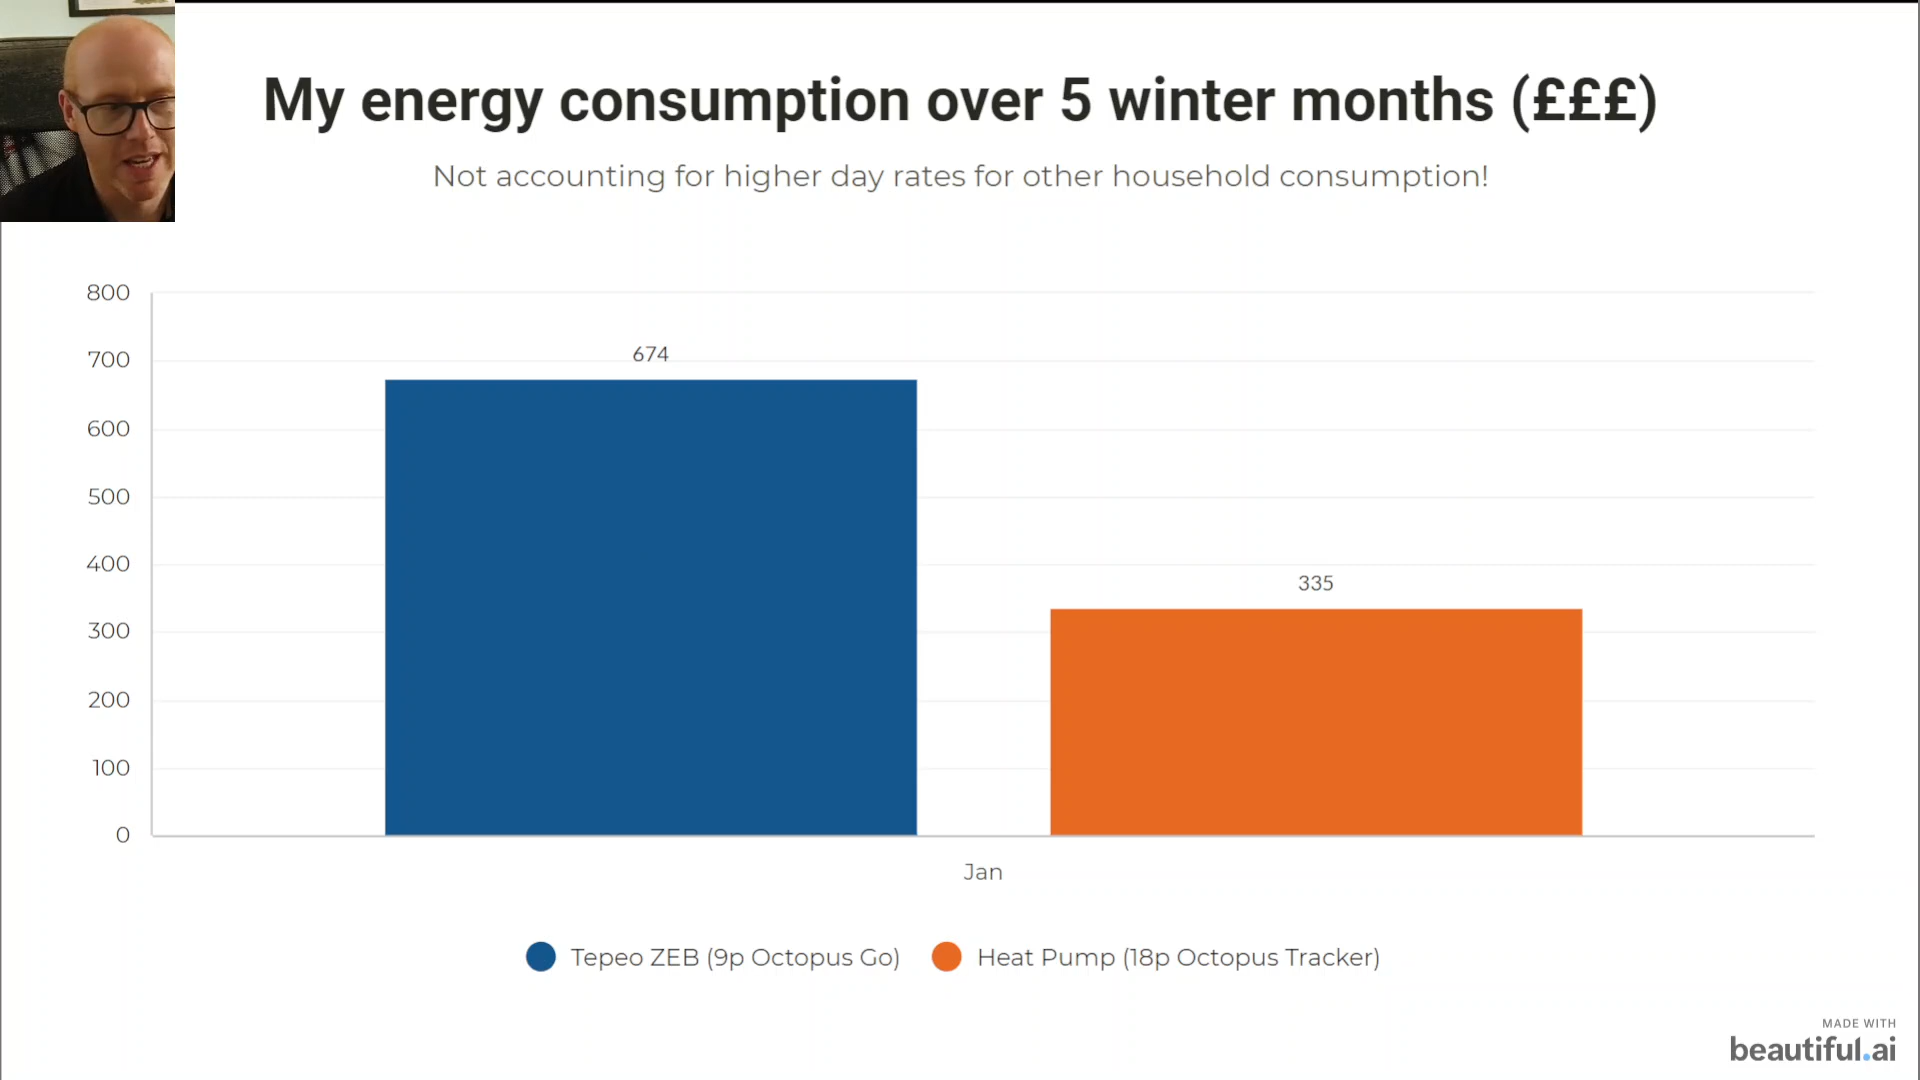 My energy consumption over 5 winter months (£££)
Not accounting for higher day rates for other household consumption!
800
700
600
500
400
300
200
100
0
674
335
Jan
Tepeo ZEB (9p Octopus Go)
Heat Pump (18p Octopus Tracker)
MADE WITH
beautiful.ai